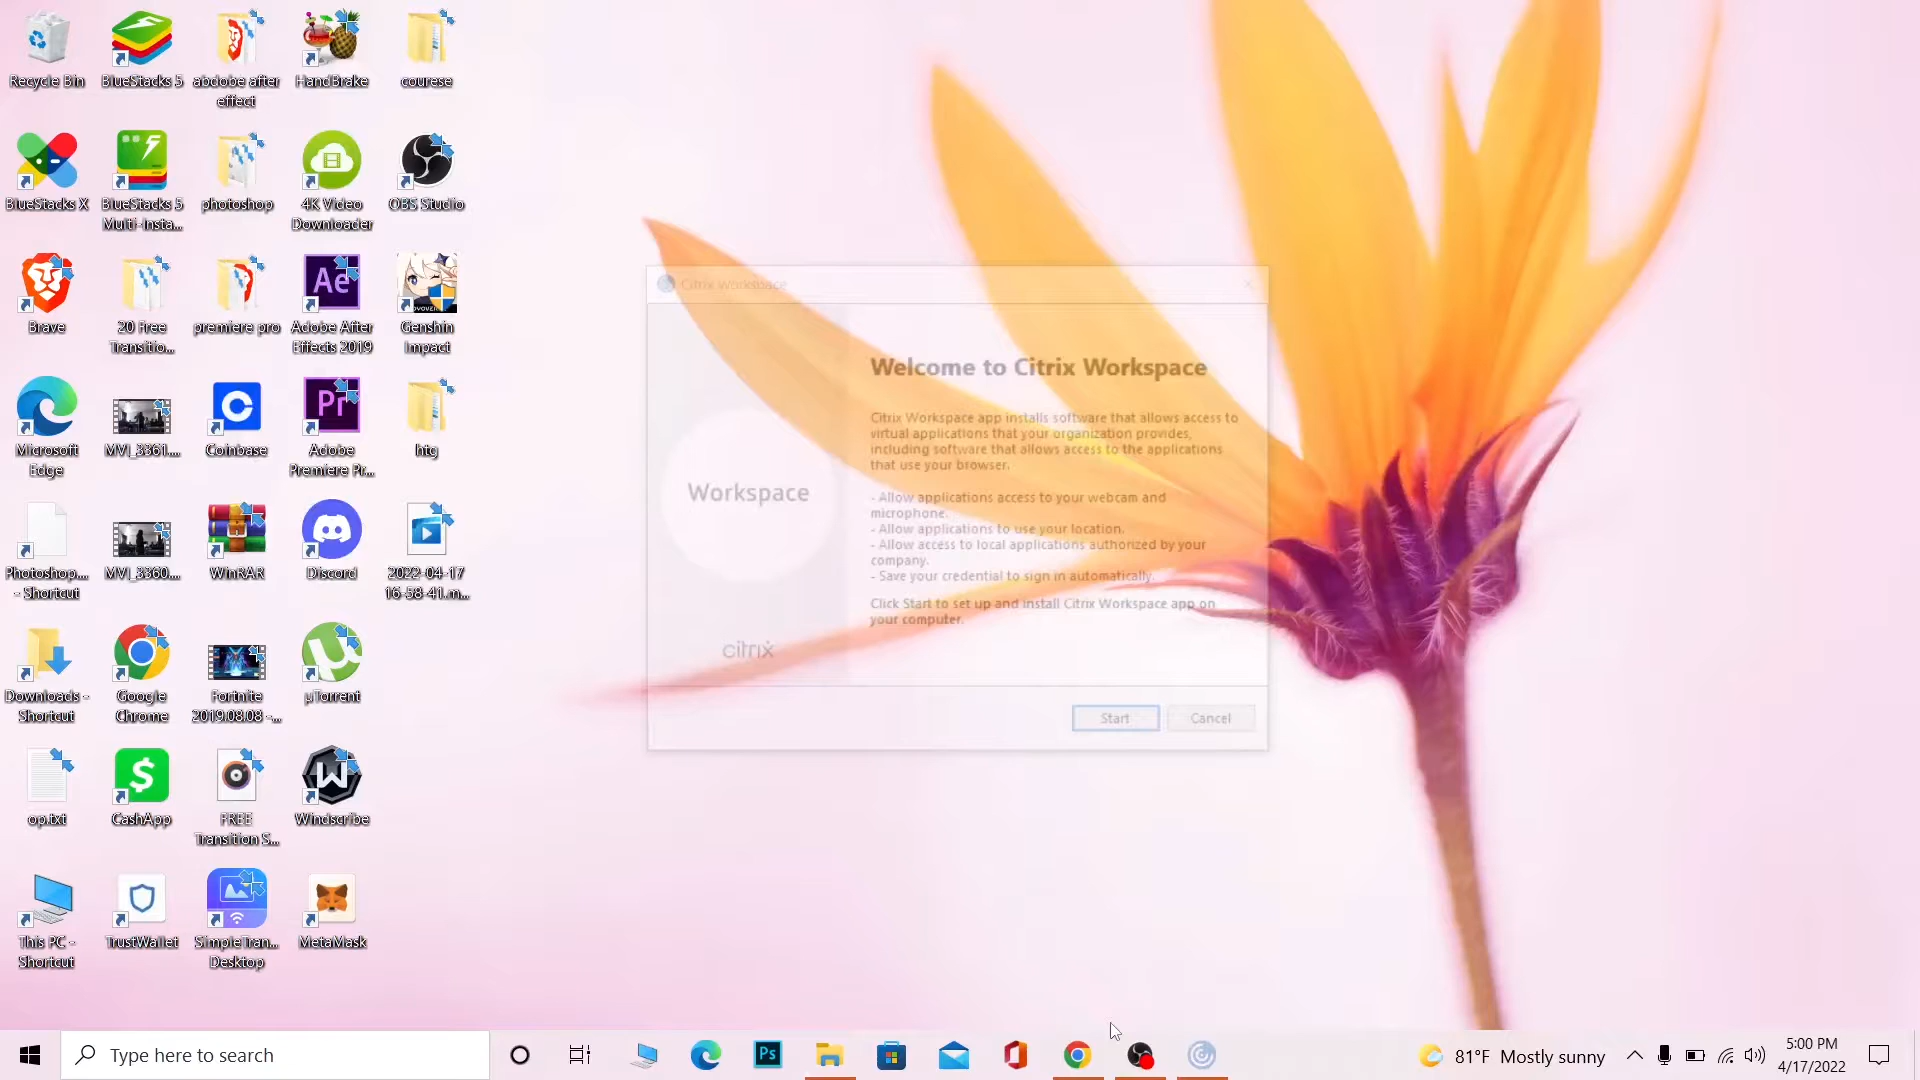 Recycle Bin
BlueStacks 5
abdobe after
effect
HandBrake
courese
BlueStacks X
BlueStacks 5
Multi-Insta...
photoshop
4K Video
Downloader
OBS Studio
Brave
20 Free
Transitio...
premiere pro
Adobe After
Effects 2019
Genshin
Impact
Microsoft
Edge
MVI_3361....
Coinbase
Adobe
Premiere Pr...
htg
Photoshop...
- Shortcut
MVI_3360....
WinRAR
Discord
2022-04-17
16-58-41.m...
Downloads -
Shortcut
Google
Chrome
Fortnite
2019.08.08 -...
µTorrent
op.txt
CashApp
FREE
Transition S...
Windscribe
This PC -
Shortcut
TrustWallet
SimpleTran...
Desktop
MetaMask
Citrix Workspace
Workspace
citrix
Welcome to Citrix Workspace
Citrix Workspace app installs software that allows access to
virtual applications that your organization provides,
including software that allows access to the applications
that use your browser.
- Allow applications access to your webcam and
microphone.
- Allow applications to use your location.
- Allow access to local applications authorized by your
company.
- Save your credential to sign in automatically.
Click Start to set up and install Citrix Workspace app on
your computer.
Start
Cancel
Type here to search
81°F Mostly sunny
5:00 PM
4/17/2022